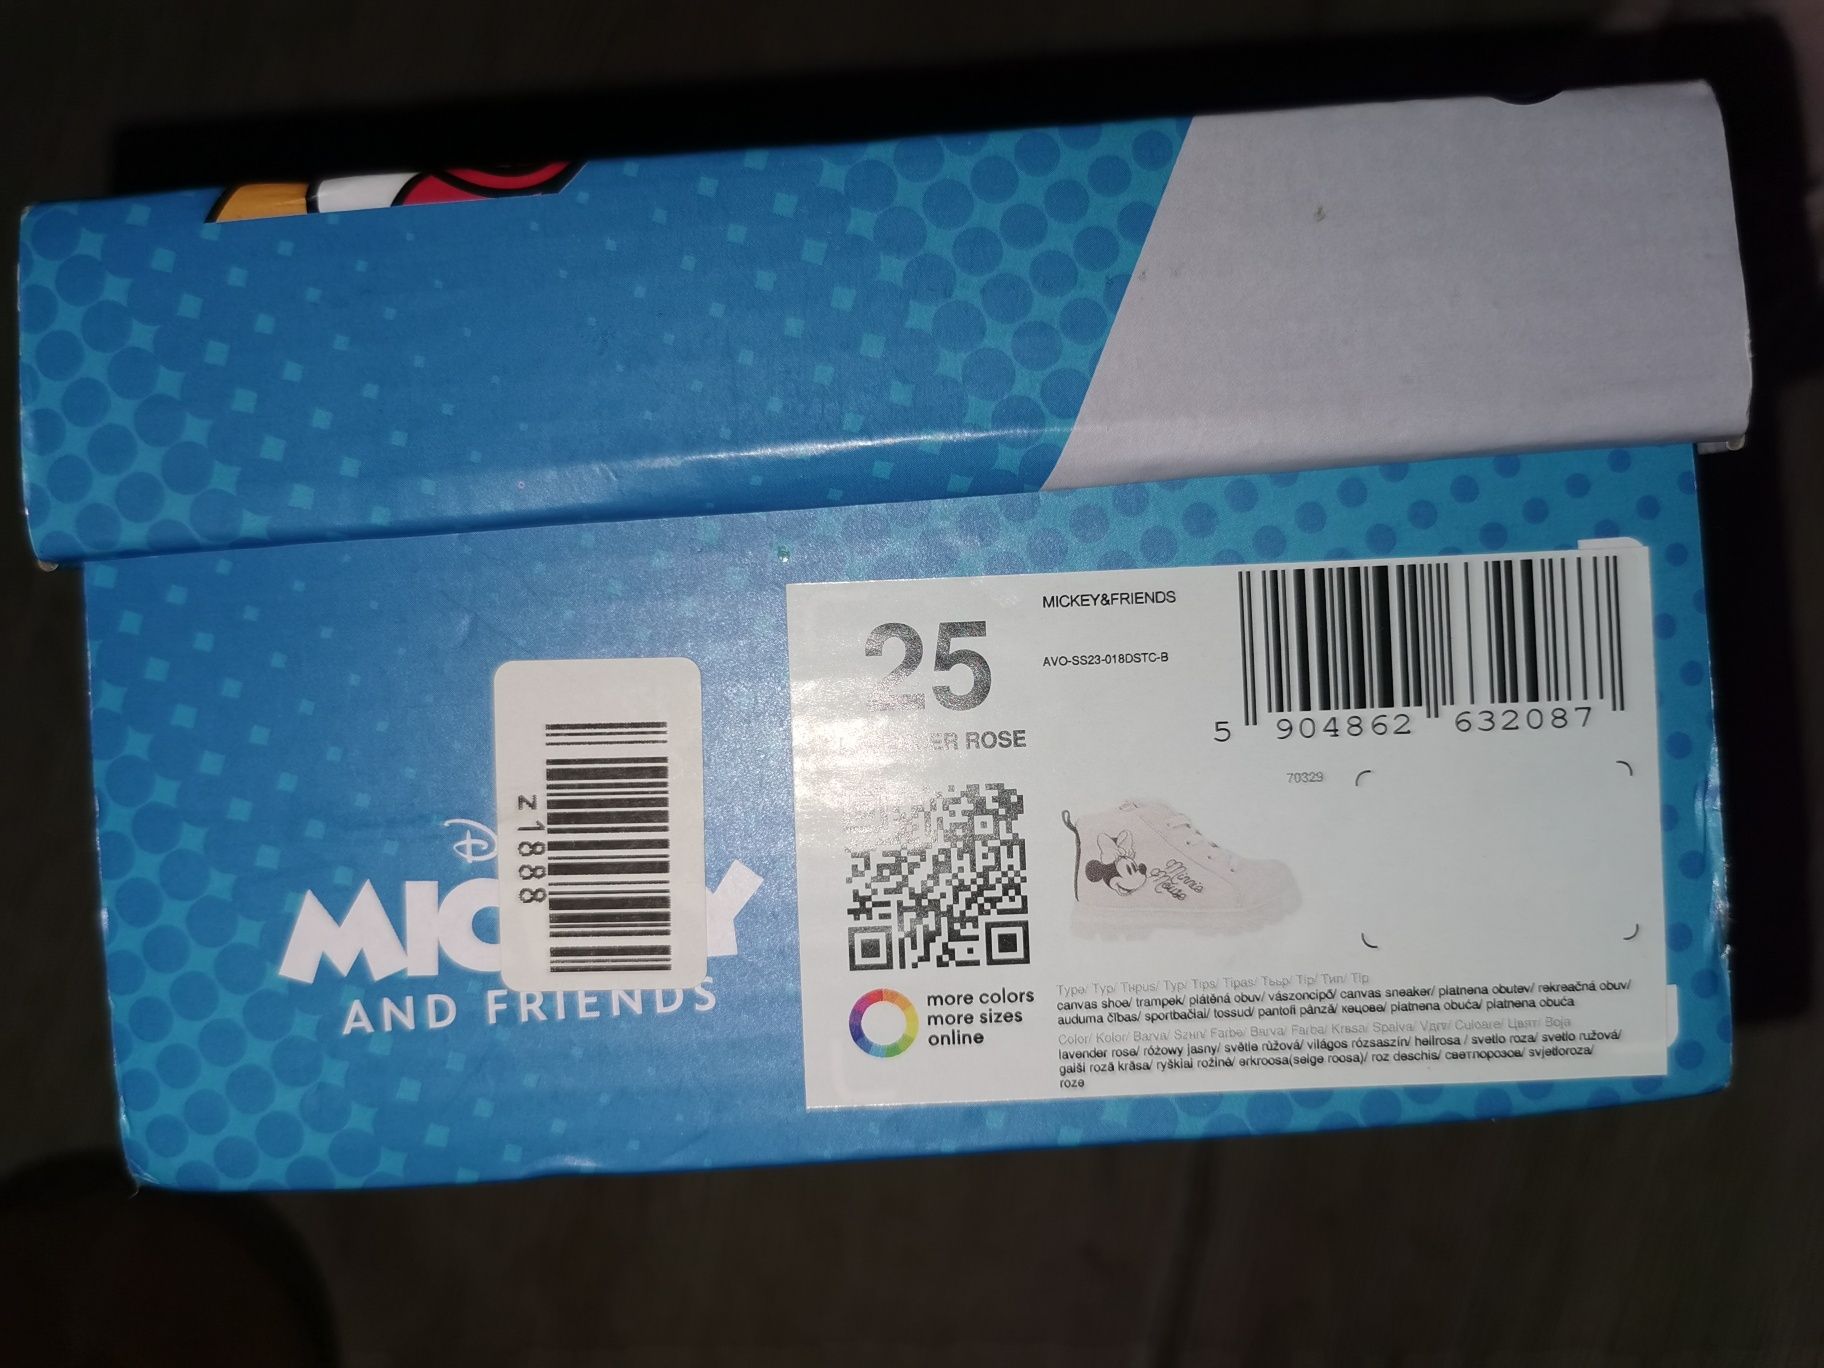 MICKEY&FRIENDS
25
AVO-SS23-018DSTC-B
ROSE
5 904862 632087
70329
Minnie
Mouse
z1888
Disney
MICKEY
AND FRIENDS
more colors
more sizes
online
Type/ Typ/ Típus/ Typ/ Tips/ Tipas/ Tüüp/ Tip/ Тип/ Tip
canvas shoe/ trampek/ plátěná obuv/ vászoncipő/ canvas sneaker/ platnena obutev/ rekreačná obuv/
auduma čības/ sportbačiai/ tossud/ pantofi pânză/ кецове/ platnena obuća/ platnena obuća
Color/ Kolor/ Barva/ Szín/ Farbe/ Barva/ Farba/ Krāsa/ Spalva/ Värv/ Culoare/ Цвят/ Boja
lavender rose/ różowy jasny/ světle růžová/ világos rózsaszín/ hellrosa / svetlo roza/ svetlo ružová/
gaiši rozā krāsa/ ryškiai rožinė/ erkroosa(selge roosa)/ roz deschis/ светлорозов/ svjetloroza/
roze